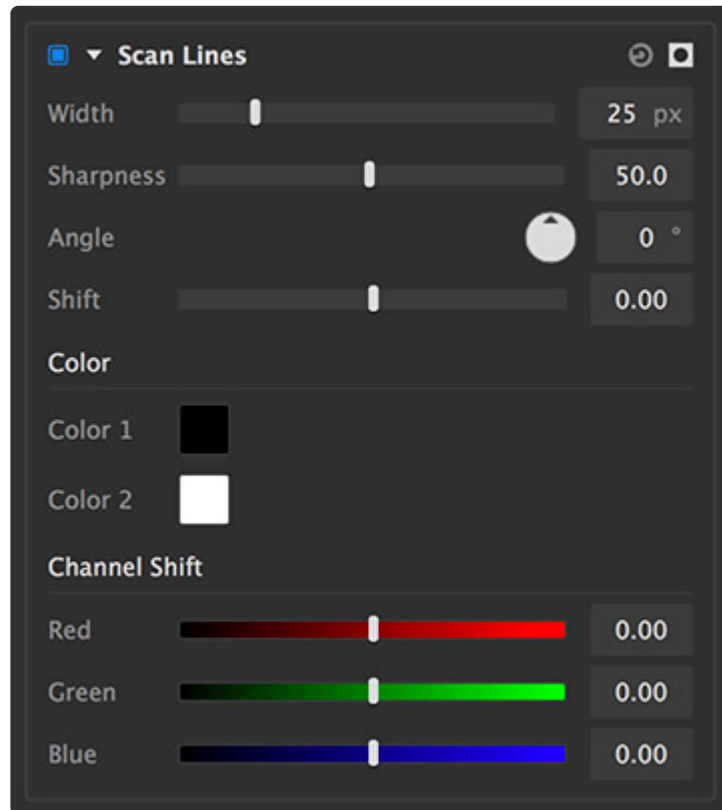 Scan Lines
Width 25 px
Sharpness 50.0
Angle 0 °
Shift 0.00
Color
Color 1
Color 2
Channel Shift
Red 0.00
Green 0.00
Blue 0.00